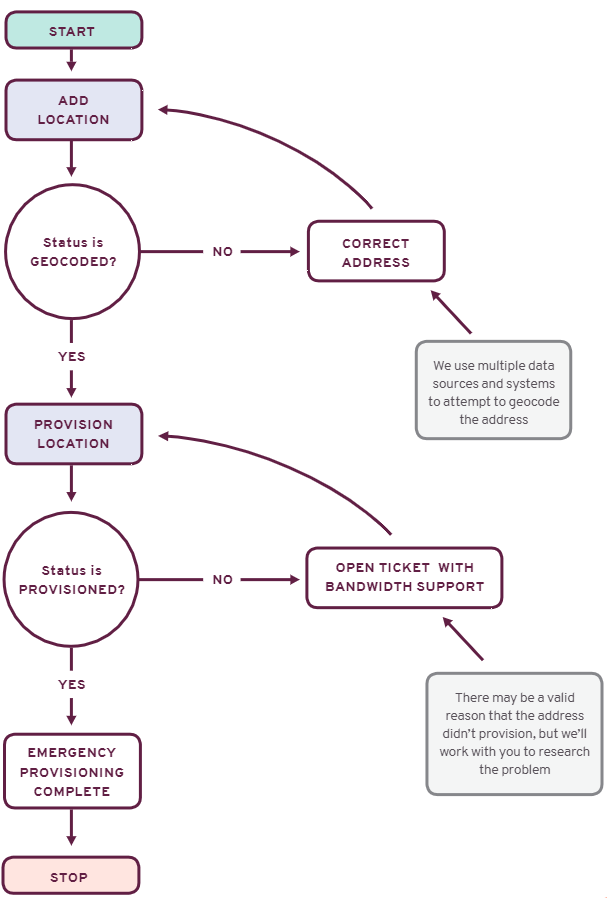 START
ADD
LOCATION
Status is
GEOCODED?
NO
CORRECT
ADDRESS
We use multiple data
sources and systems
to attempt to geocode
the address
YES
PROVISION
LOCATION
Status is
PROVISIONED?
NO
OPEN TICKET WITH
BANDWIDTH SUPPORT
There may be a valid
reason that the address
didn’t provision, but we’ll
work with you to research
the problem
YES
EMERGENCY
PROVISIONING
COMPLETE
STOP